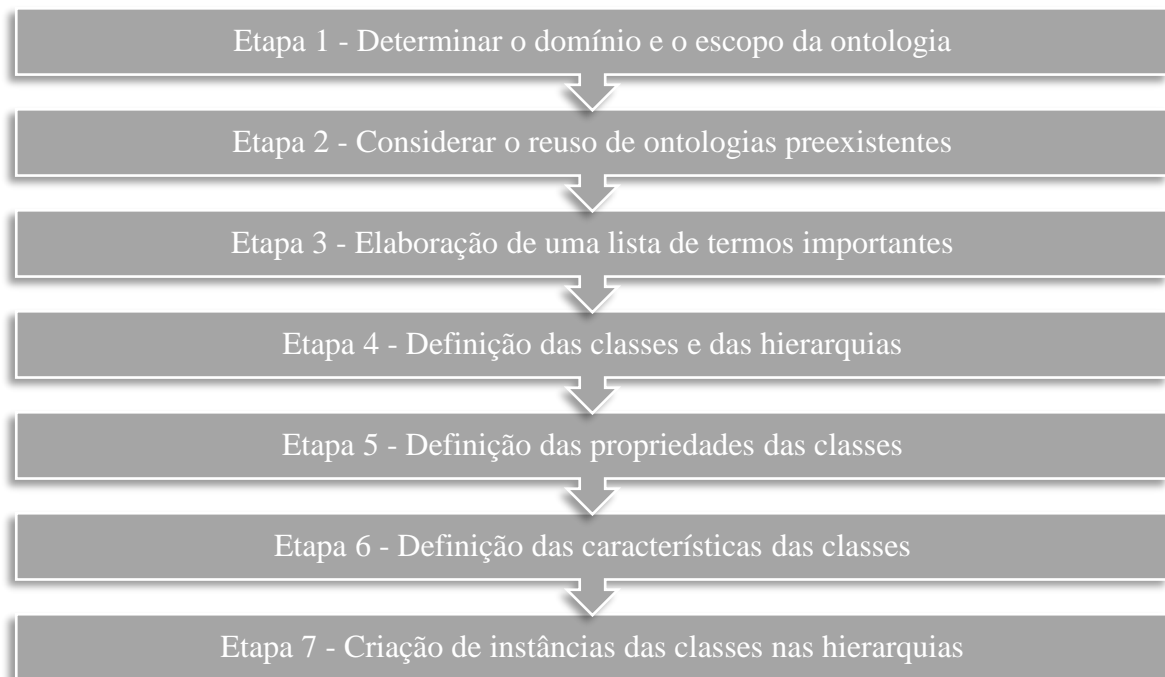 Etapa 1 - Determinar o domínio e o escopo da ontologia
Etapa 2 - Considerar o reuso de ontologias preexistentes
Etapa 3 - Elaboração de uma lista de termos importantes
Etapa 4 - Definição das classes e das hierarquias
Etapa 5 - Definição das propriedades das classes
Etapa 6 - Definição das características das classes
Etapa 7 - Criação de instâncias das classes nas hierarquias